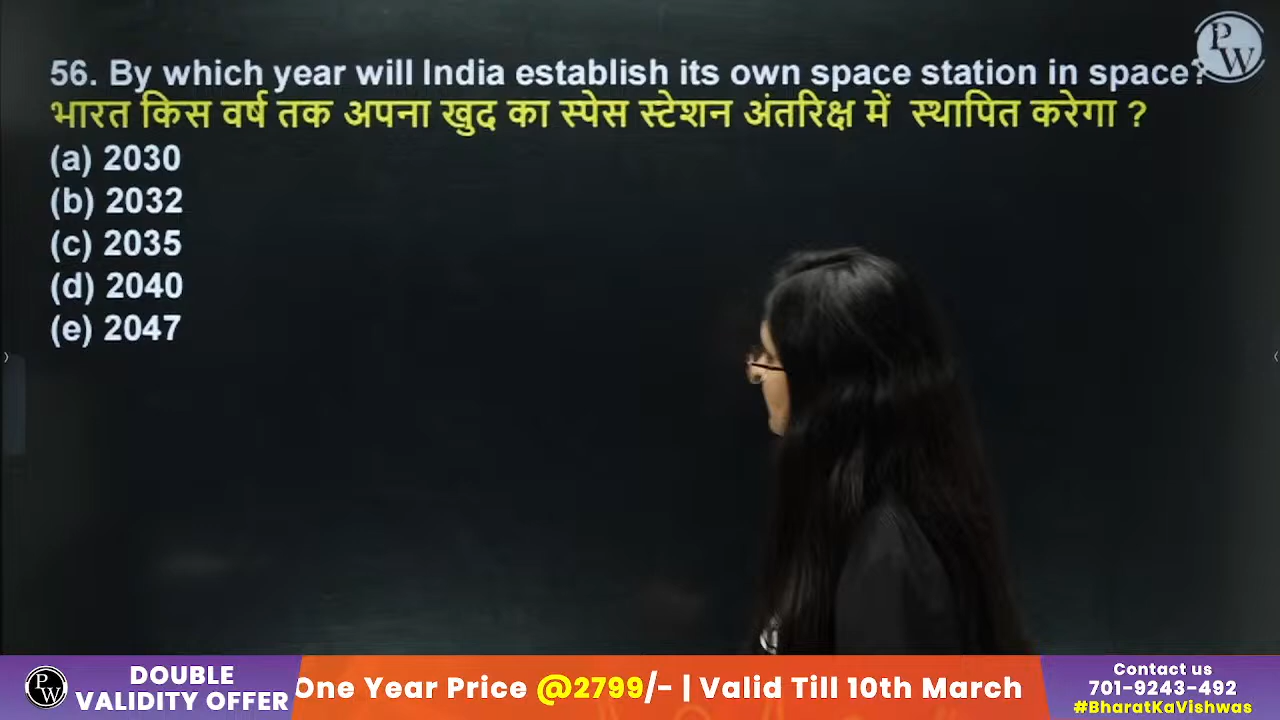 PW
56. By which year will India establish its own space station in space?
भारत किस वर्ष तक अपना खुद का स्पेस स्टेशन अंतरिक्ष में स्थापित करेगा ?
(a) 2030
(b) 2032
(c) 2035
(d) 2040
(e) 2047
PW
DOUBLE
VALIDITY OFFER
One Year Price @2799/- | Valid Till 10th March
Contact us
701-9243-492
#BharatKaVishwas